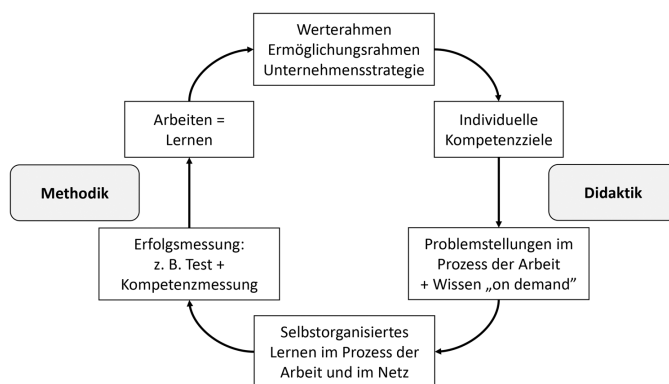 Werterahmen
Ermöglichungsrahmen
Unternehmensstrategie
Individuelle
Kompetenzziele
Didaktik
Problemstellungen im
Prozess der Arbeit
+ Wissen „on demand”
Selbstorganisiertes
Lernen im Prozess der
Arbeit und im Netz
Erfolgsmessung:
z. B. Test +
Kompetenzmessung
Methodik
Arbeiten =
Lernen